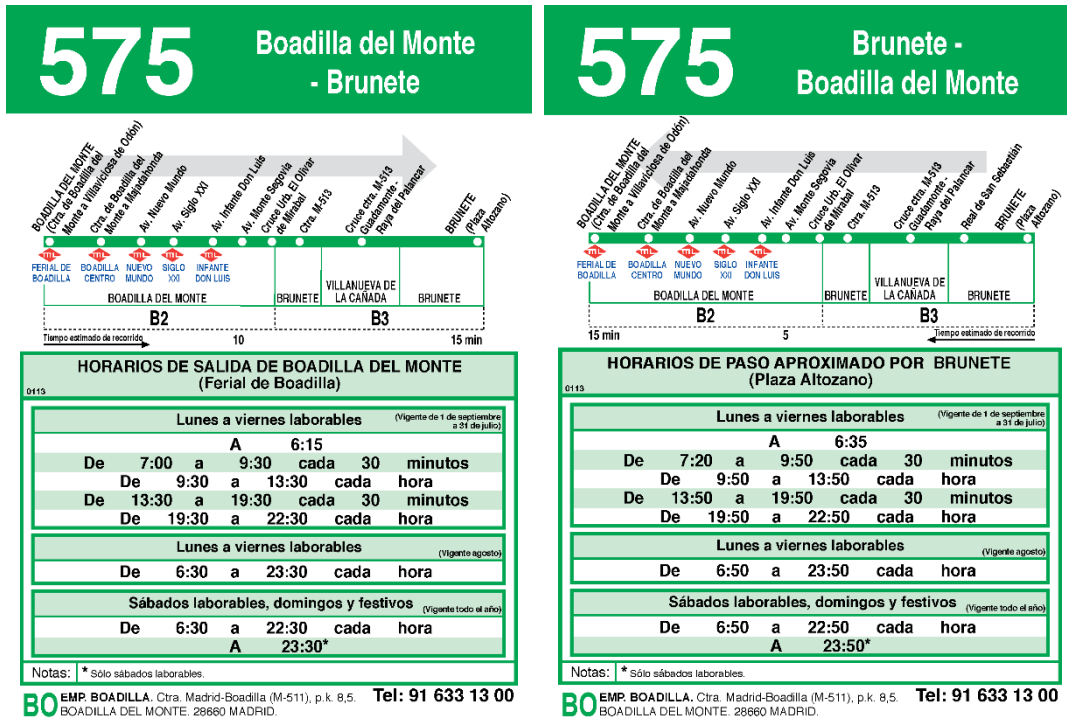 575
Boadilla del Monte
- Brunete
BOADILLA DEL MONTE
(Ctra. de Boadilla del
Monte a Villaviciosa de Odón)
Ctra. de Boadilla del
Monte a Majadahonda
Av. Nuevo Mundo
Av. Siglo XXI
Av. Infante Don Luis
Av. Monte Segovia
Cruce Urb. El Olivar
de Mirabal
Ctra. M-513
Cruce ctra. M-513
Guadamonte -
Raya del Palancar
BRUNETE
(Plaza
Altozano)
mL mL mL mL mL
FERIAL DE
BOADILLA
BOADILLA
CENTRO
NUEVO
MUNDO
SIGLO
XXI
INFANTE
DON LUIS
BOADILLA DEL MONTE
BRUNETE
VILLANUEVA DE
LA CAÑADA
BRUNETE
B2 B3
Tiempo estimado de recorrido 10 15 min
HORARIOS DE SALIDA DE BOADILLA DEL MONTE
(Ferial de Boadilla)
0113
Lunes a viernes laborables (Vigente de 1 de septiembre
a 31 de julio)
A 6:15
De 7:00 a 9:30 cada 30 minutos
De 9:30 a 13:30 cada hora
De 13:30 a 19:30 cada 30 minutos
De 19:30 a 22:30 cada hora
Lunes a viernes laborables (Vigente agosto)
De 6:30 a 23:30 cada hora
Sábados laborables, domingos y festivos (Vigente todo el año)
De 6:30 a 22:30 cada hora
A 23:30*
Notas: * Sólo sábados laborables.
BO EMP. BOADILLA. Ctra. Madrid-Boadilla (M-511), p.k. 8,5. Tel: 91 633 13 00
BOADILLA DEL MONTE. 28660 MADRID.
575
Brunete -
Boadilla del Monte
BOADILLA DEL MONTE
(Ctra. de Boadilla del
Monte a Villaviciosa de Odón)
Ctra. de Boadilla del
Monte a Majadahonda
Av. Nuevo Mundo
Av. Siglo XXI
Av. Infante Don Luis
Av. Monte Segovia
Cruce Urb. El Olivar
de Mirabal
Ctra. M-513
Cruce ctra. M-513
Guadamonte -
Raya del Palancar
Real de San Sebastián
BRUNETE
(Plaza
Altozano)
mL mL mL mL mL
FERIAL DE
BOADILLA
BOADILLA
CENTRO
NUEVO
MUNDO
SIGLO
XXI
INFANTE
DON LUIS
BOADILLA DEL MONTE
BRUNETE
VILLANUEVA DE
LA CAÑADA
BRUNETE
B2 B3
15 min 5 Tiempo estimado de recorrido
HORARIOS DE PASO APROXIMADO POR BRUNETE
(Plaza Altozano)
0113
Lunes a viernes laborables (Vigente de 1 de septiembre
a 31 de julio)
A 6:35
De 7:20 a 9:50 cada 30 minutos
De 9:50 a 13:50 cada hora
De 13:50 a 19:50 cada 30 minutos
De 19:50 a 22:50 cada hora
Lunes a viernes laborables (Vigente agosto)
De 6:50 a 23:50 cada hora
Sábados laborables, domingos y festivos (Vigente todo el año)
De 6:50 a 22:50 cada hora
A 23:50*
Notas: * Sólo sábados laborables.
BO EMP. BOADILLA. Ctra. Madrid-Boadilla (M-511), p.k. 8,5. Tel: 91 633 13 00
BOADILLA DEL MONTE. 28660 MADRID.